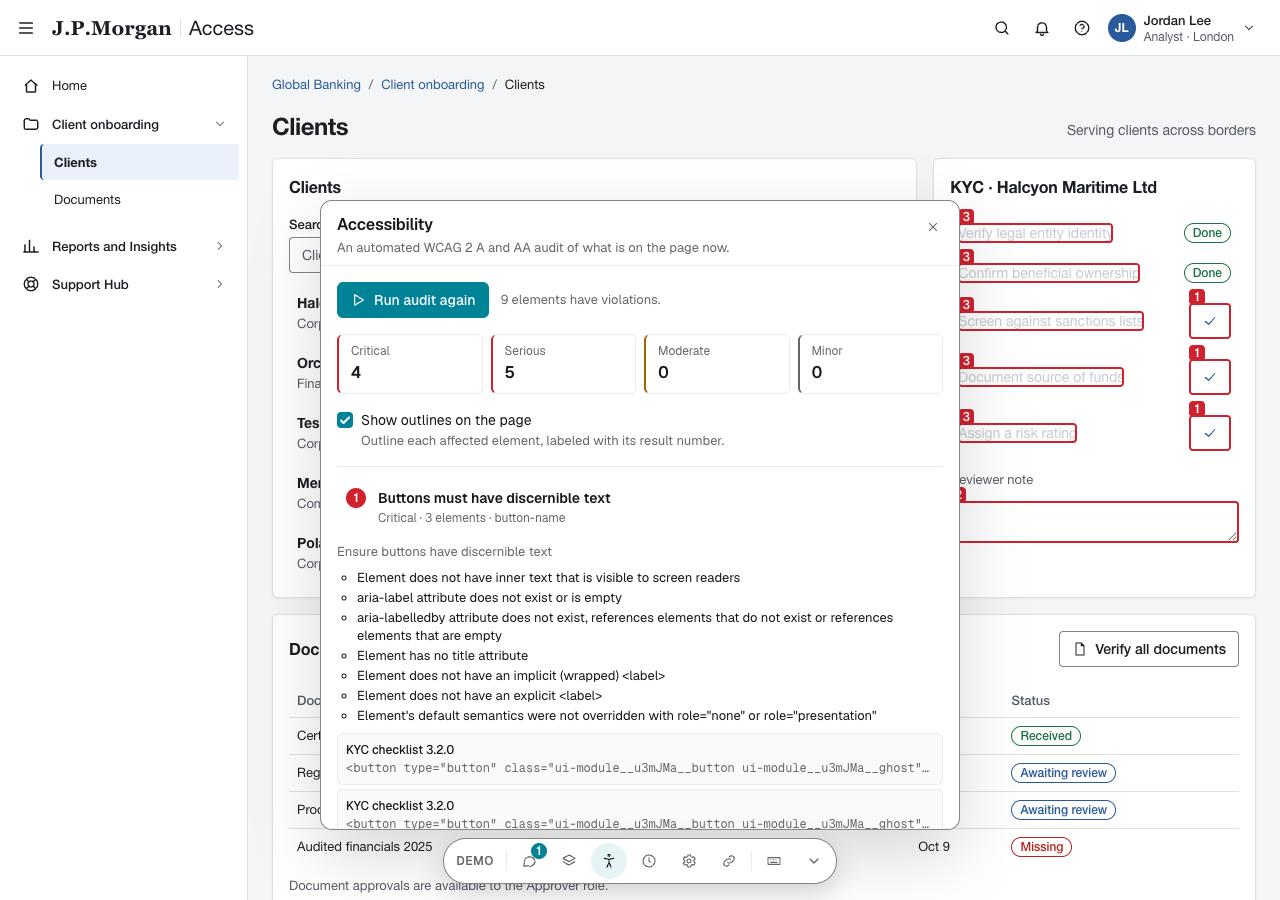 J.P.Morgan Access
JL
Jordan Lee
Analyst · London
Home
Client onboarding
Clients
Documents
Reports and Insights
Support Hub
Global Banking / Client onboarding / Clients
Clients
Serving clients across borders
Clients
KYC · Halcyon Maritime Ltd
3
Verify legal entity identity
Done
3
Confirm beneficial ownership
Done
3
Screen against sanctions lists
1
3
Document source of funds
1
3
Assign a risk rating
1
eviewer note
Accessibility
An automated WCAG 2 A and AA audit of what is on the page now.
Run audit again
9 elements have violations.
Critical
4
Serious
5
Moderate
0
Minor
0
Show outlines on the page
Outline each affected element, labeled with its result number.
1
Buttons must have discernible text
Critical · 3 elements · button-name
Ensure buttons have discernible text
Element does not have inner text that is visible to screen readers
aria-label attribute does not exist or is empty
aria-labelledby attribute does not exist, references elements that do not exist or references
elements that are empty
Element has no title attribute
Element does not have an implicit (wrapped) <label>
Element does not have an explicit <label>
Element's default semantics were not overridden with role="none" or role="presentation"
KYC checklist 3.2.0
<button type="button" class="ui-module__u3mJMa__button ui-module__u3mJMa__ghost"…
KYC checklist 3.2.0
<button type="button" class="ui-module__u3mJMa__button ui-module__u3mJMa__ghost"…
Verify all documents
Status
Received
Awaiting review
Awaiting review
Audited financials 2025
Oct 9
Missing
Document approvals are available to the Approver role.
DEMO
1